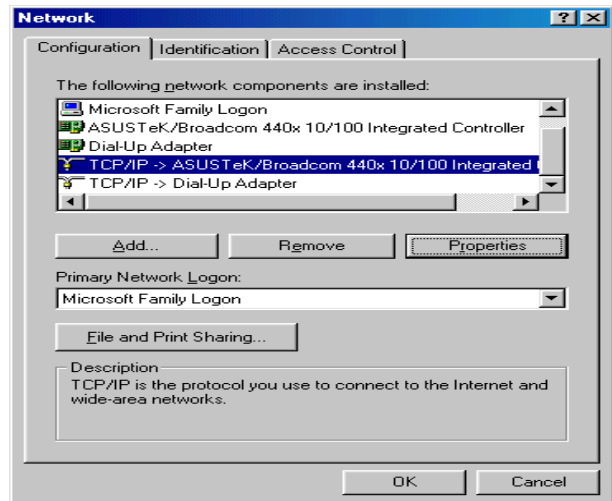 Network
Configuration Identification Access Control
The following network components are installed:
Microsoft Family Logon
ASUSTeK/Broadcom 440x 10/100 Integrated Controller
Dial-Up Adapter
TCP/IP -> ASUSTeK/Broadcom 440x 10/100 Integrated
TCP/IP -> Dial-Up Adapter
Add... Remove Properties
Primary Network Logon:
Microsoft Family Logon
File and Print Sharing...
Description
TCP/IP is the protocol you use to connect to the Internet and
wide-area networks.
OK Cancel